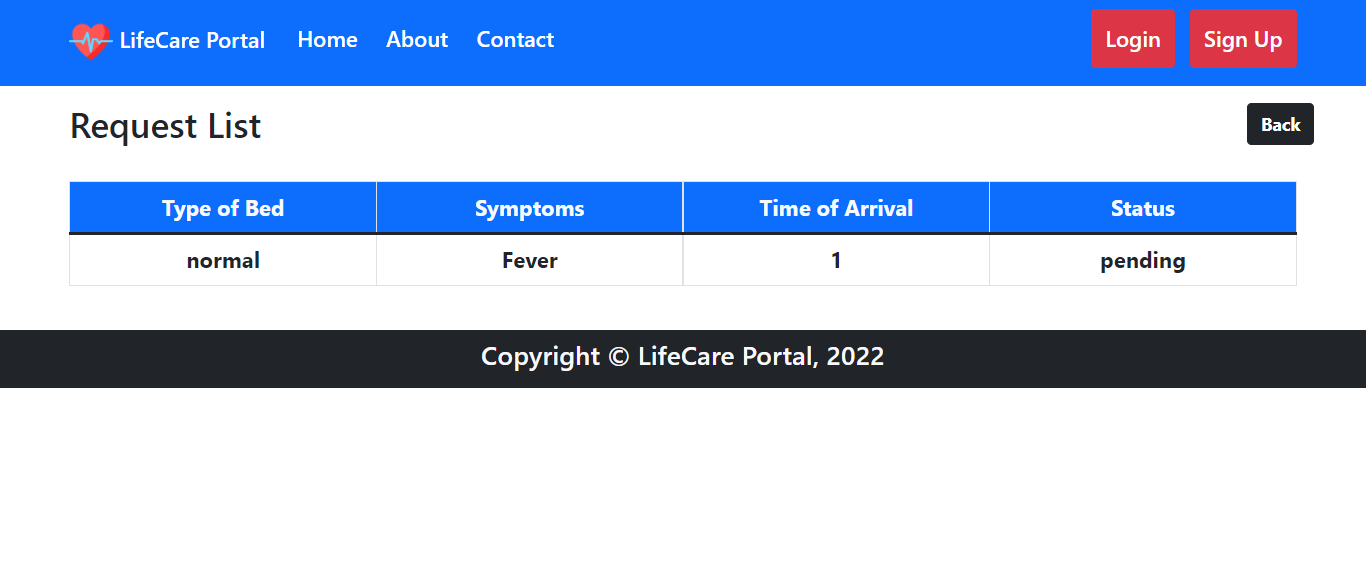 LifeCare Portal Home About Contact Login Sign Up
Request List Back
Type of Bed Symptoms Time of Arrival Status
normal Fever 1 pending
Copyright © LifeCare Portal, 2022